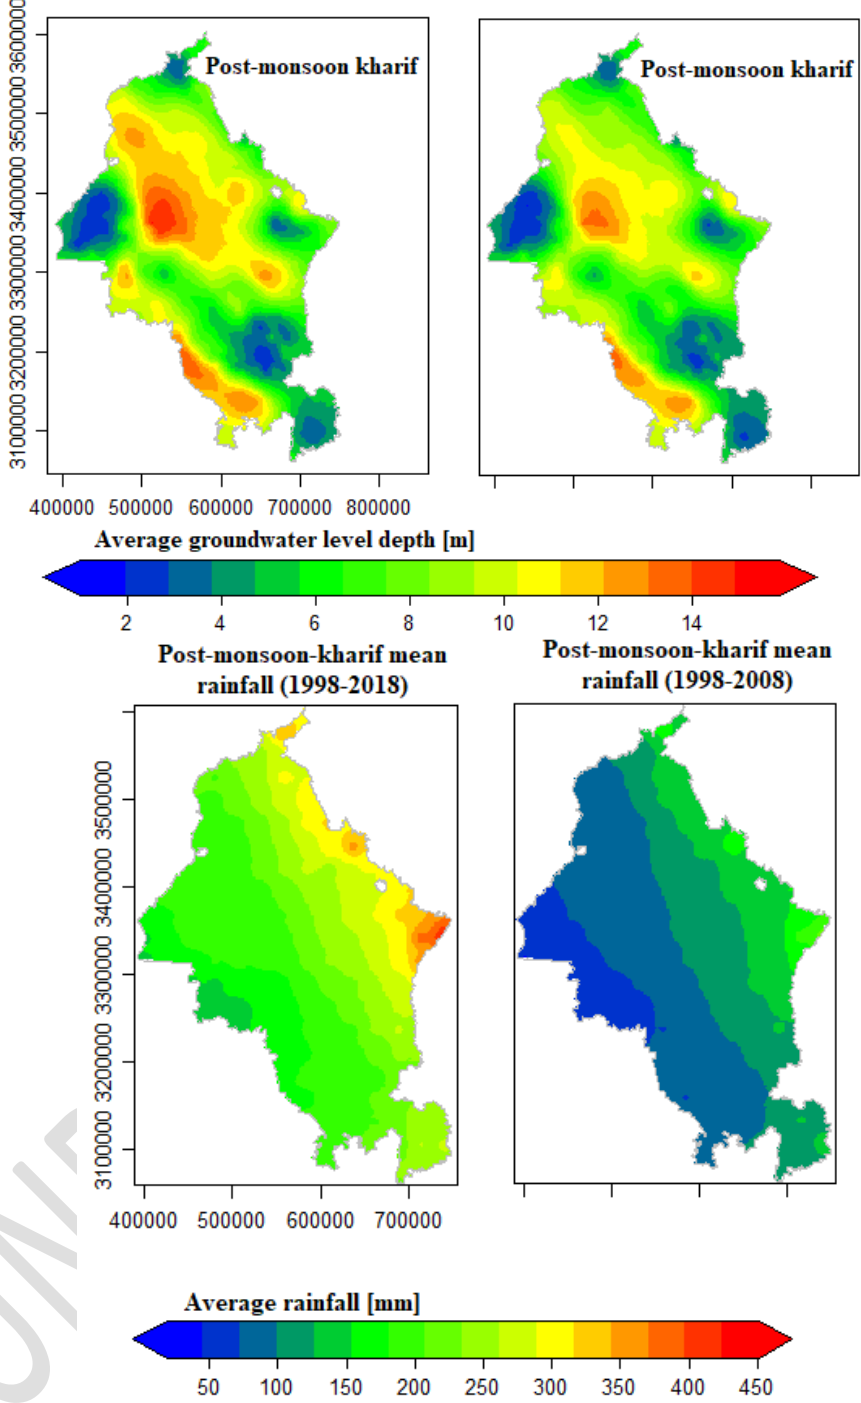 Post-monsoon kharif
Post-monsoon kharif
3100000 3200000 3300000 3400000 3500000 3600000
400000 500000 600000 700000 800000
Average groundwater level depth [m]
2 4 6 8 10 12 14
Post-monsoon-kharif mean
rainfall (1998-2018)
Post-monsoon-kharif mean
rainfall (1998-2008)
3100000 3200000 3300000 3400000 3500000
400000 500000 600000 700000
Average rainfall [mm]
50 100 150 200 250 300 350 400 450